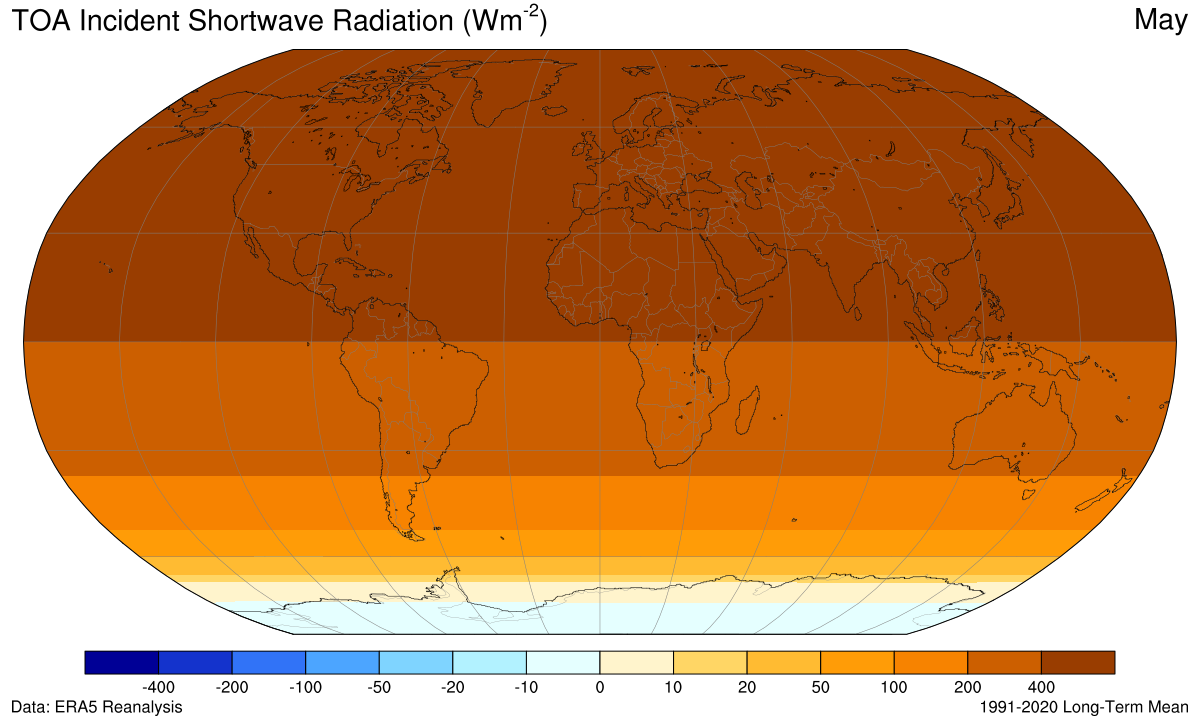 TOA Incident Shortwave Radiation (Wm-2) May
-400 -200 -100 -50 -20 -10 0 10 20 50 100 200 400
Data: ERA5 Reanalysis 1991-2020 Long-Term Mean